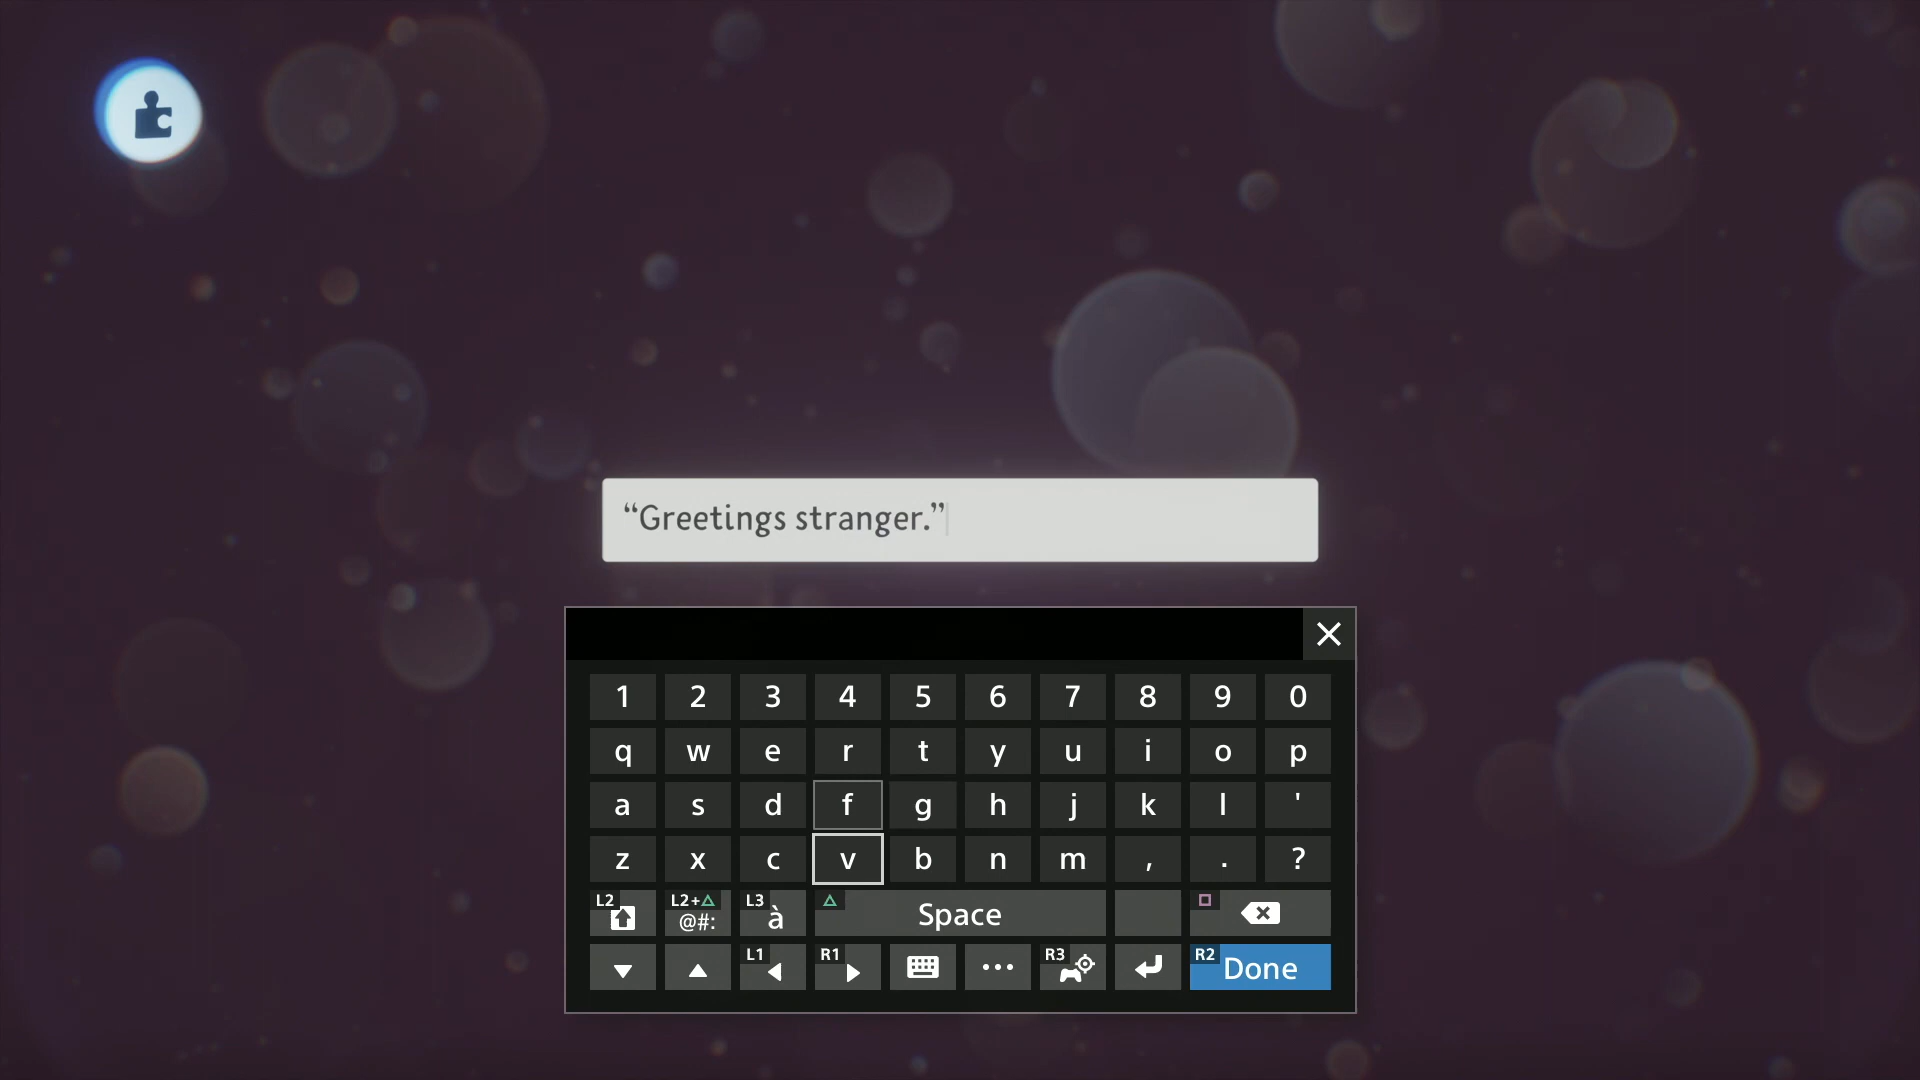 “Greetings stranger.”
1 2 3 4 5 6 7 8 9 0
q w e r t y u i o p
a s d f g h j k l '
z x c v b n m , . ?
L2 L2+△ @#: L3 à △ Space □
L1 R1 ... R3 R2 Done